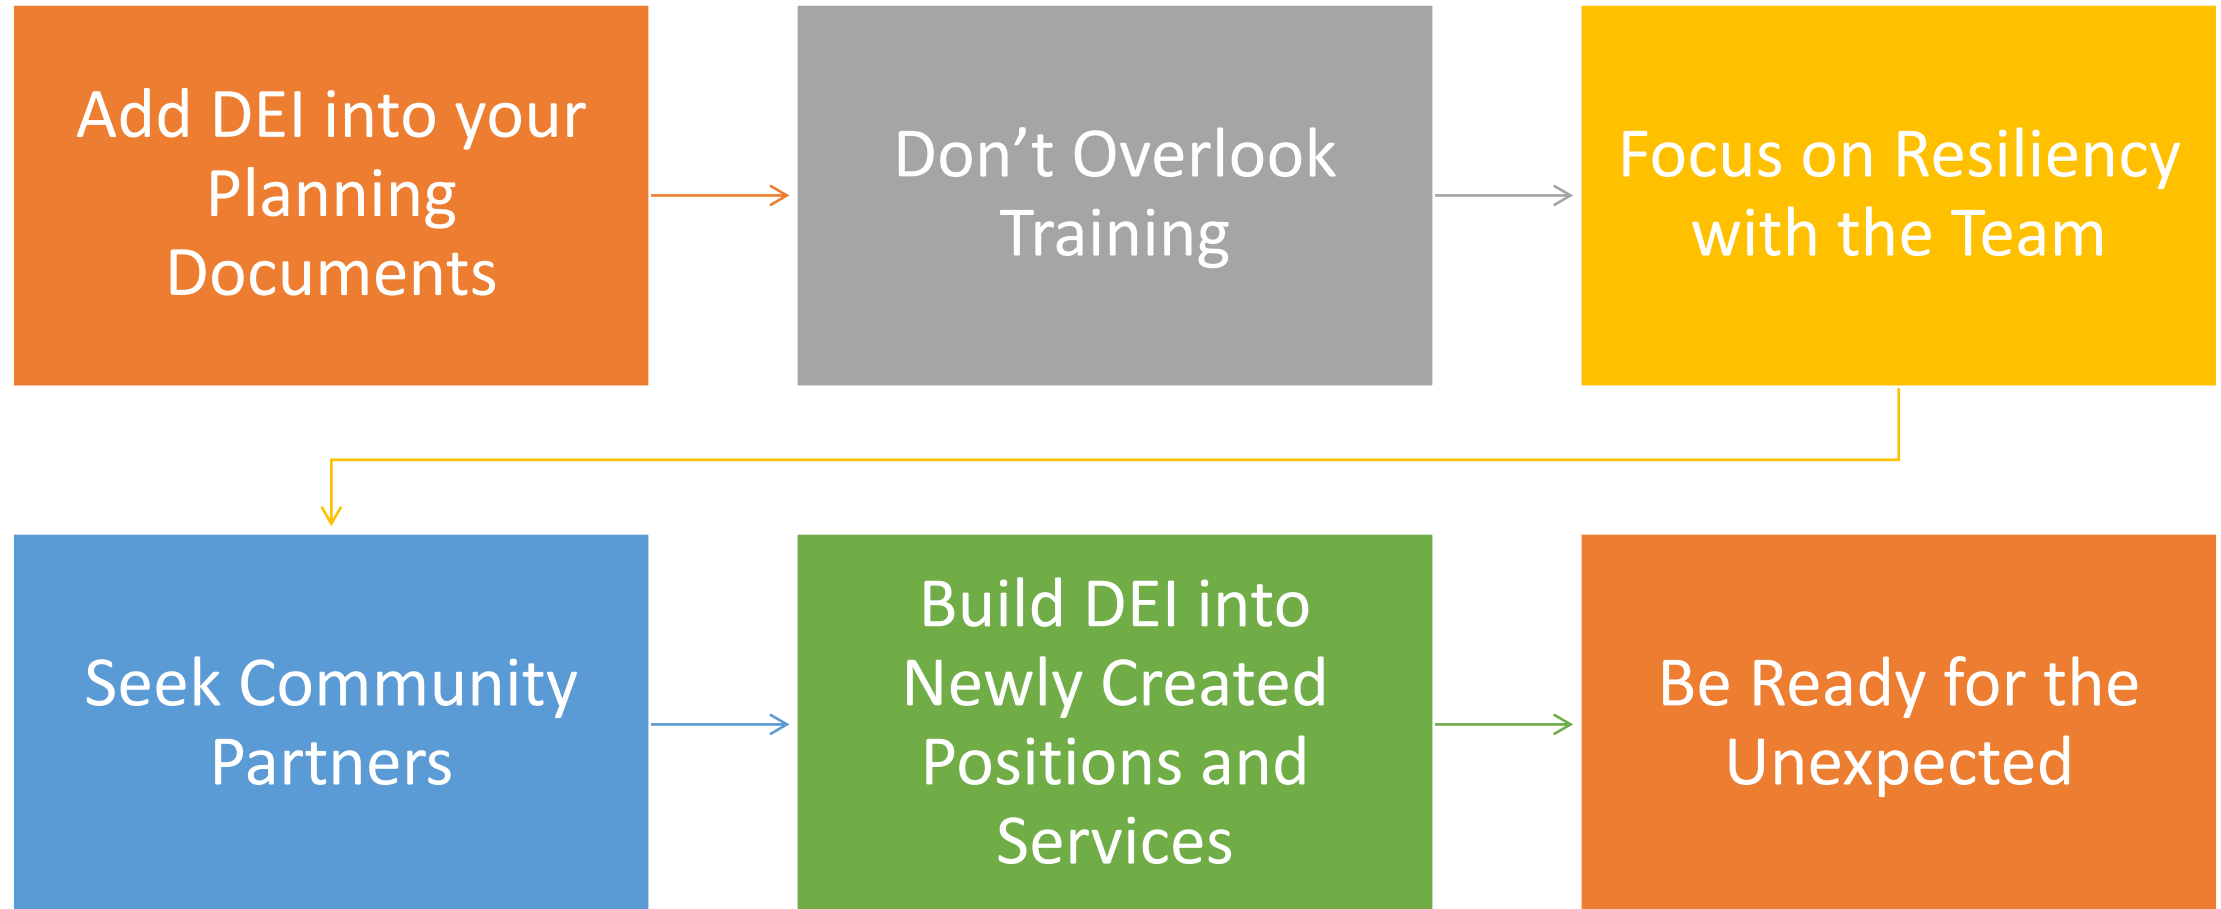 Add DEI into your
Planning
Documents
Don’t Overlook
Training
Focus on Resiliency
with the Team
Seek Community
Partners
Build DEI into
Newly Created
Positions and
Services
Be Ready for the
Unexpected